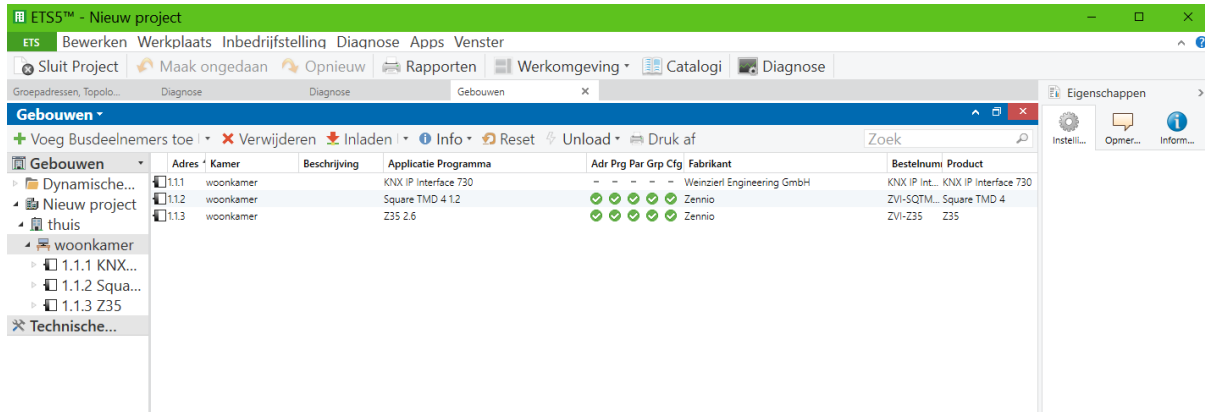 ETS5™ - Nieuw project
ETS Bewerken Werkplaats Inbedrijfstelling Diagnose Apps Venster
Sluit Project Maak ongedaan Opnieuw Rapporten Werkomgeving Catalogi Diagnose
Groepadressen, Topolo... Diagnose Diagnose Gebouwen Eigenschappen
Gebouwen
Voeg Busdeelnemers toe Verwijderen Inladen Info Reset Unload Druk af Zoek
Instelli... Opmer... Inform...
Gebouwen Adres Kamer Beschrijving Applicatie Programma Adr Prg Par Grp Cfg Fabrikant Bestelnum Product
Dynamische... 1.1.1 woonkamer KNX IP Interface 730 - - - - - Weinzierl Engineering GmbH KNX IP Int... KNX IP Interface 730
Nieuw project 1.1.2 woonkamer Square TMD 4 1.2 Zennio ZVI-SQTM... Square TMD 4
thuis 1.1.3 woonkamer Z35 2.6 Zennio ZVI-Z35 Z35
woonkamer
1.1.1 KNX...
1.1.2 Squa...
1.1.3 Z35
Technische...